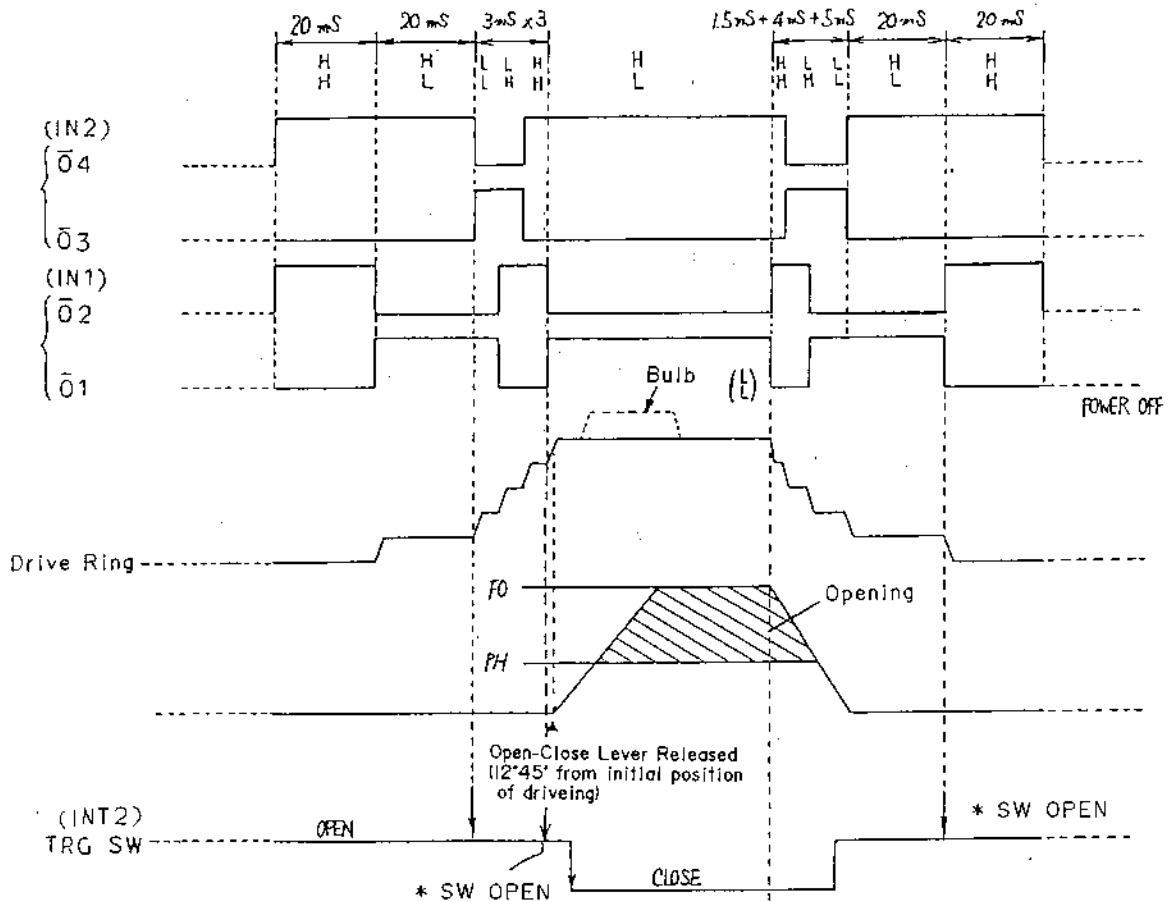 20 mS 20 mS 3 mS x 3 1.5 mS + 4 mS + 5 mS 20 mS 20 mS
H H L L H H H L L H H
H L L H H L H H L L H
(IN2)
Ō4
Ō3
(IN1)
Ō2
Ō1
Bulb
(L
L)
POWER OFF
Drive Ring
FO
Opening
PH
Open-Close Lever Released
(12°45' from initial position
of driveing)
(INT2)
TRG SW
OPEN
* SW OPEN
* SW OPEN
CLOSE